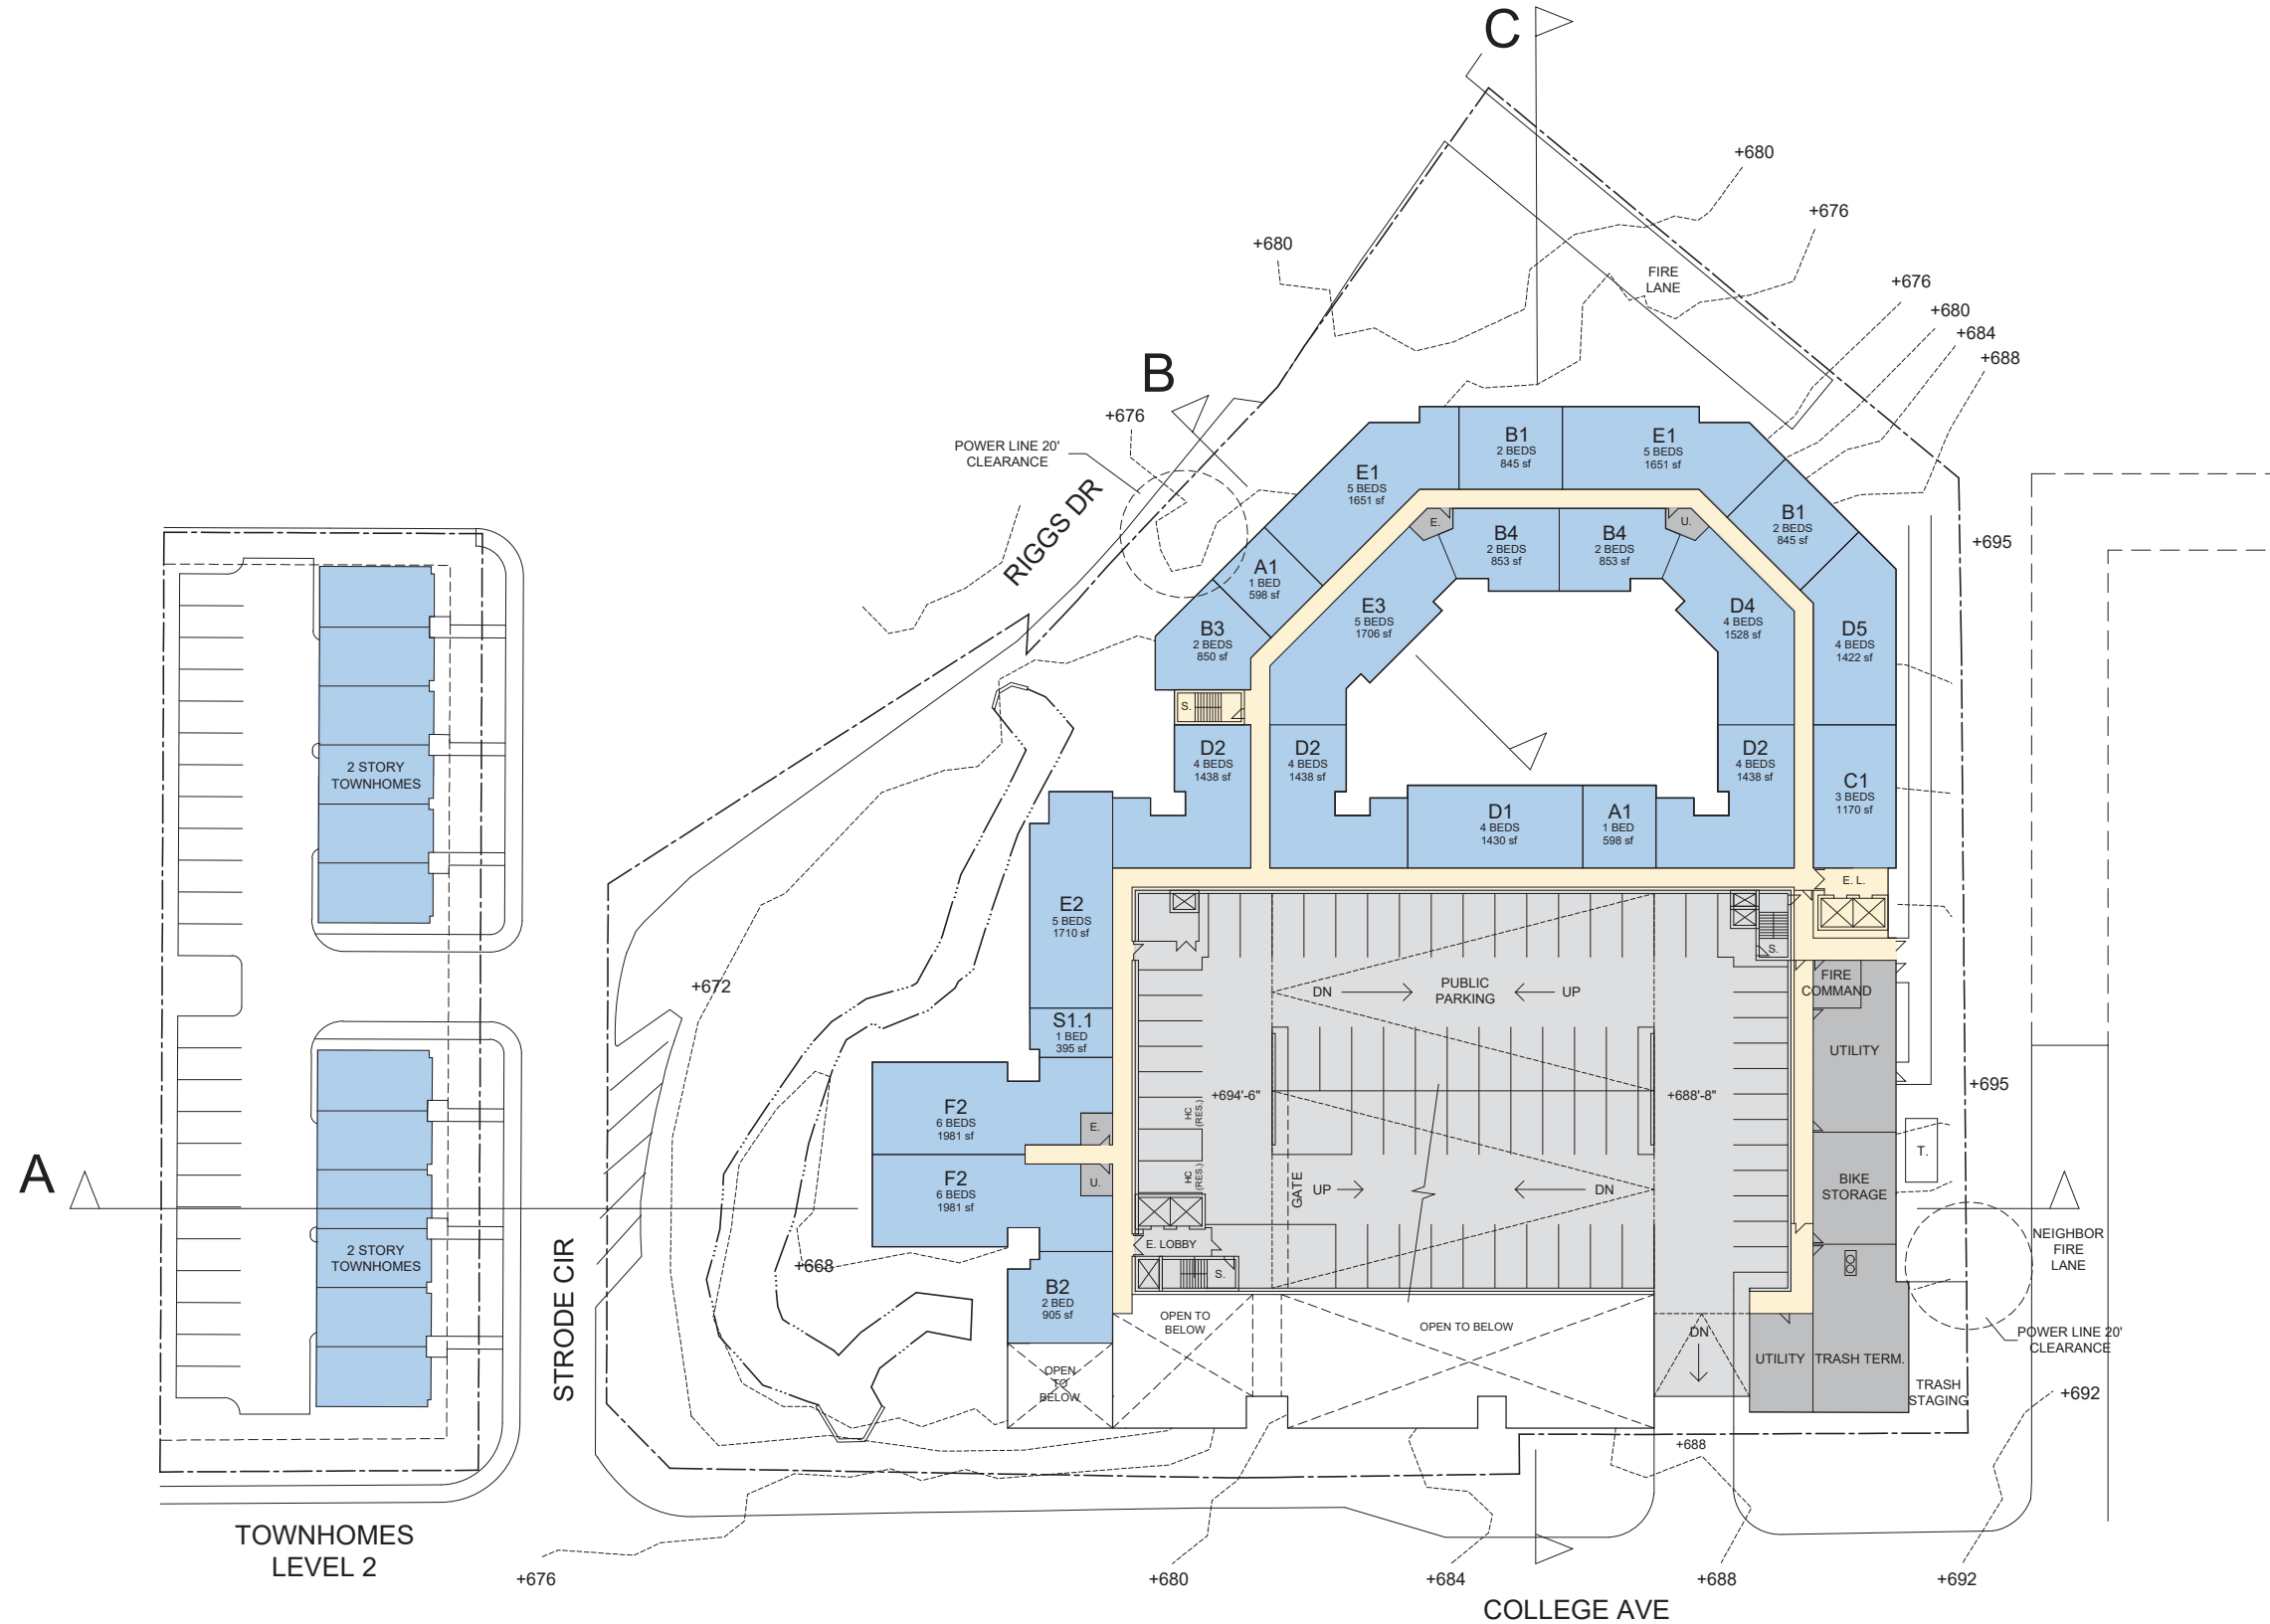 C
+680
+676
+680
FIRE
LANE
+676
+680
+684
+688
B
+676
POWER LINE 20'
CLEARANCE
RIGGS DR
B1
2 BEDS
845 sf
E1
5 BEDS
1651 sf
E1
5 BEDS
1651 sf
B1
2 BEDS
845 sf
E.
B4
2 BEDS
853 sf
B4
2 BEDS
853 sf
U.
+695
A1
1 BED
598 sf
E3
5 BEDS
1706 sf
D4
4 BEDS
1528 sf
D5
4 BEDS
1422 sf
B3
2 BEDS
850 sf
S.
D2
4 BEDS
1438 sf
D2
4 BEDS
1438 sf
D2
4 BEDS
1438 sf
C1
3 BEDS
1170 sf
D1
4 BEDS
1430 sf
A1
1 BED
598 sf
2 STORY
TOWNHOMES
E. L.
E2
5 BEDS
1710 sf
S.
+672
DN
PUBLIC
PARKING
UP
FIRE
COMMAND
S1.1
1 BED
395 sf
UTILITY
+694'-6"
+688'-8"
+695
F2
6 BEDS
1981 sf
E.
HC
(RES.)
T.
A
F2
6 BEDS
1981 sf
U.
HC
(RES.)
UP
GATE
DN
BIKE
STORAGE
2 STORY
TOWNHOMES
STRODE CIR
+668
E. LOBBY
S.
NEIGHBOR
FIRE
LANE
B2
2 BED
905 sf
OPEN TO
BELOW
OPEN TO BELOW
DN
POWER LINE 20'
CLEARANCE
OPEN
TO
BELOW
UTILITY
TRASH TERM.
TRASH
STAGING
+692
+688
TOWNHOMES
LEVEL 2
+676
+680
+684
+688
+692
COLLEGE AVE